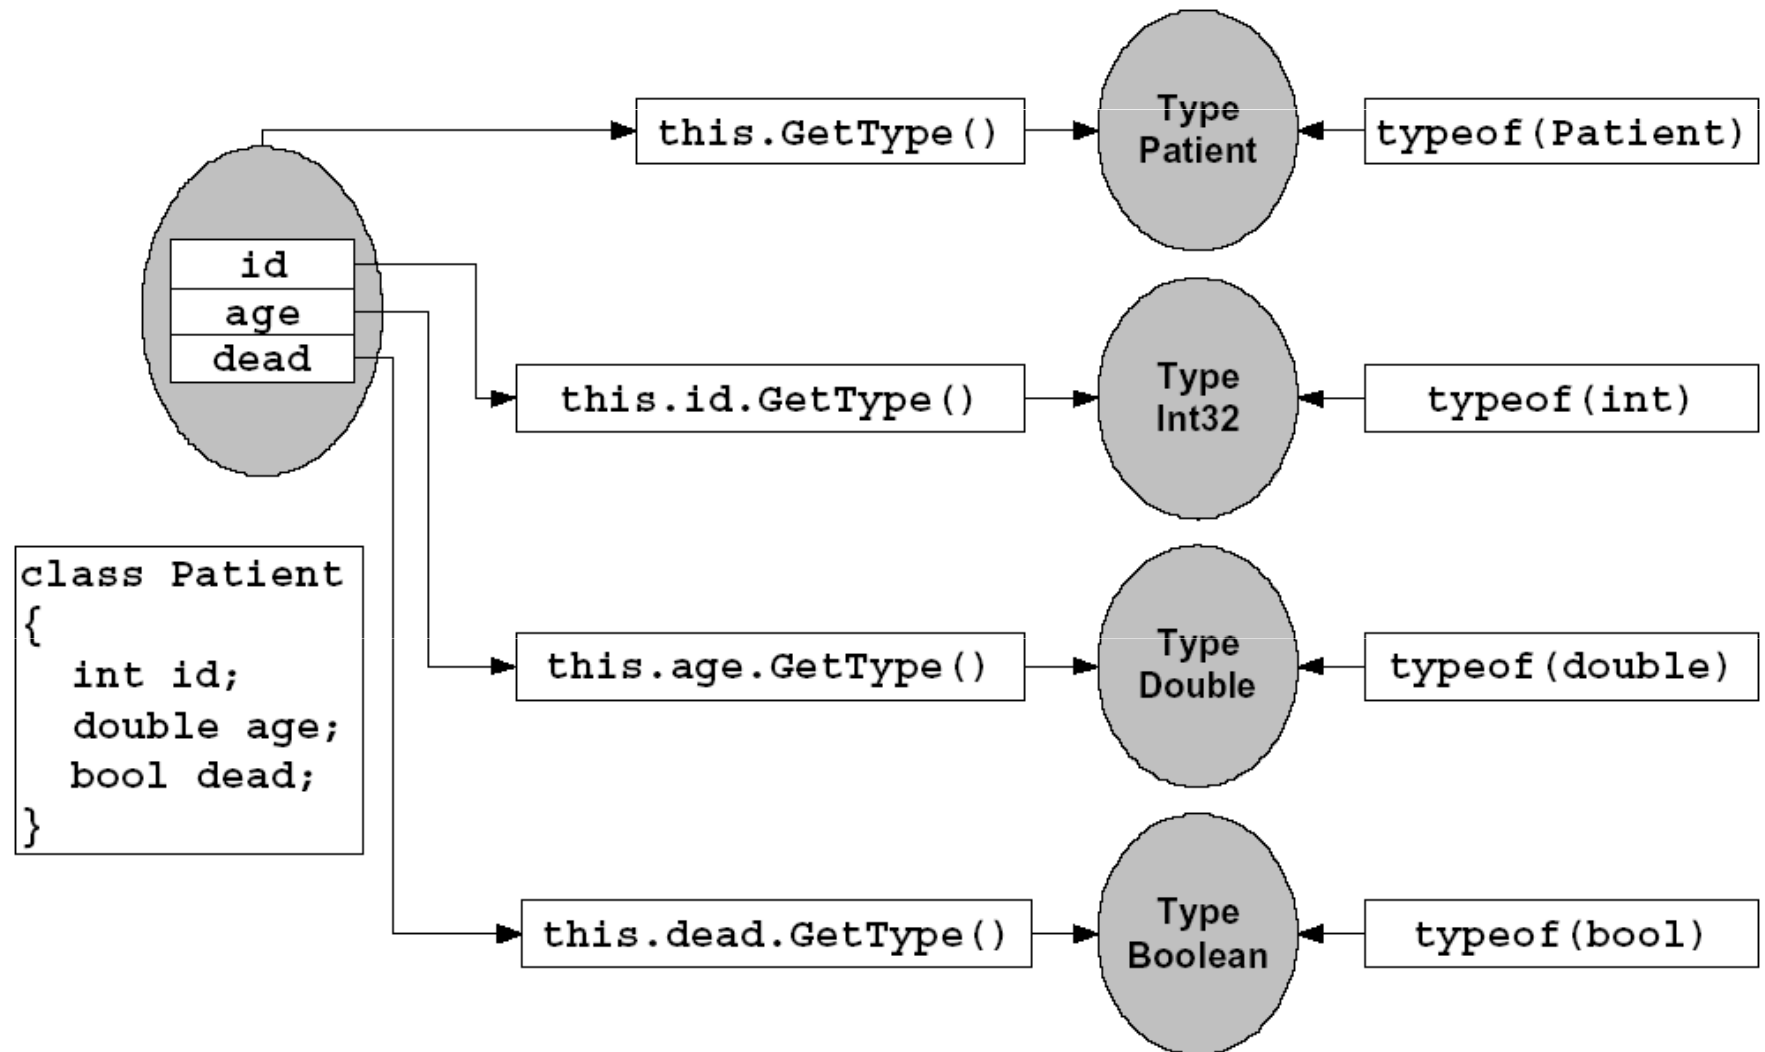 Type
Patient
this.GetType()
typeof(Patient)
id
age
dead
this.id.GetType()
Type
Int32
typeof(int)
class Patient
{
int id;
double age;
bool dead;
}
this.age.GetType()
Type
Double
typeof(double)
this.dead.GetType()
Type
Boolean
typeof(bool)